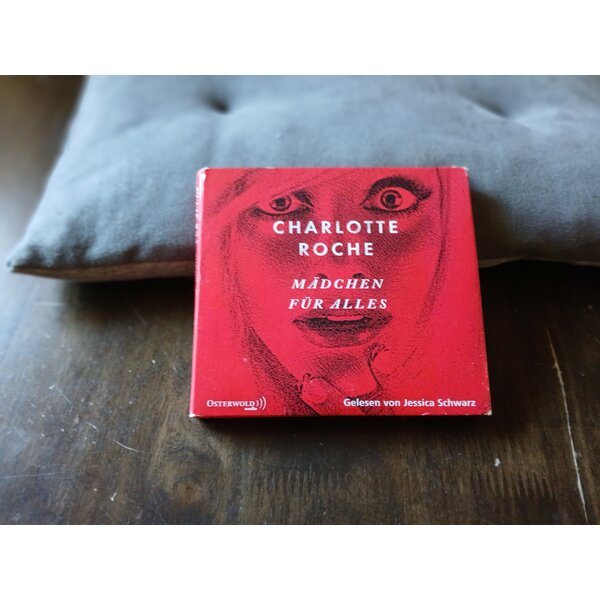 CHARLOTTE
ROCHE
MÄDCHEN
FÜR ALLES
OSTERWOLD
Gelesen von Jessica Schwarz